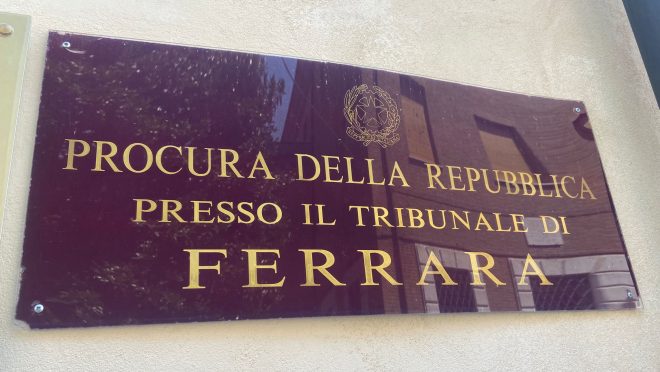 PROCURA DELLA REPUBBLICA
PRESSO IL TRIBUNALE DI
FERRARA